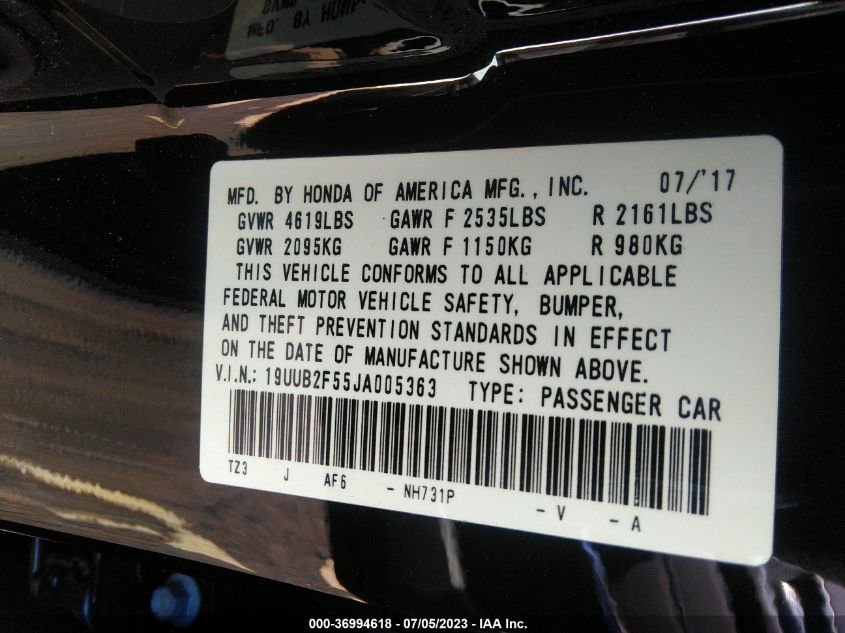 MFD. BY HONDA OF AMERICA MFG., INC. 07/'17
GVWR 4619LBS GAWR F 2535LBS R 2161LBS
GVWR 2095KG GAWR F 1150KG R 980KG
THIS VEHICLE CONFORMS TO ALL APPLICABLE
FEDERAL MOTOR VEHICLE SAFETY, BUMPER,
AND THEFT PREVENTION STANDARDS IN EFFECT
ON THE DATE OF MANUFACTURE SHOWN ABOVE.
V.I.N.: 19UUB2F55JA005363 TYPE: PASSENGER CAR
TZ3 J AF6 - NH731P - V - A
000-36994618 - 07/05/2023 - IAA Inc.